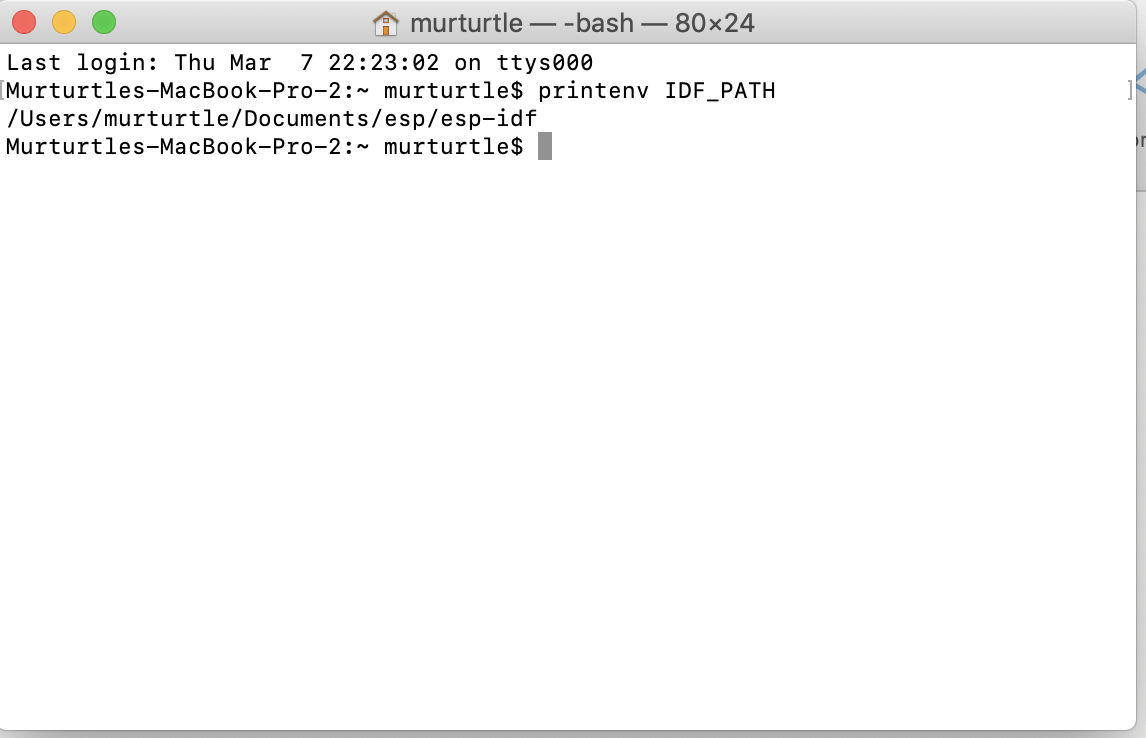 murturtle — -bash — 80×24
Last login: Thu Mar  7 22:23:02 on ttys000
[Murturtles-MacBook-Pro-2:~ murturtle$ printenv IDF_PATH ]
/Users/murturtle/Documents/esp/esp-idf
Murturtles-MacBook-Pro-2:~ murturtle$